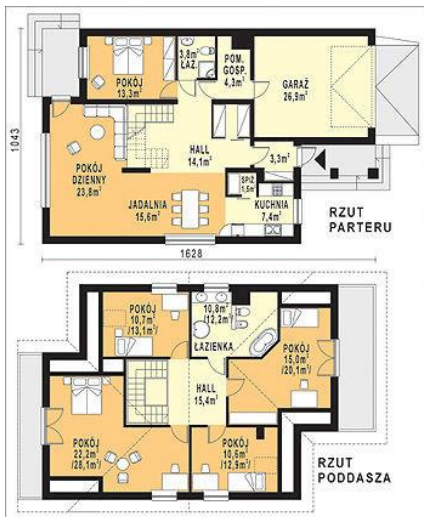 POKÓJ
13,3m²
3,8m²
ŁAZ.
POM.
GOSP.
4,3m²
GARAŻ
26,9m²
1043
POKÓJ
DZIENNY
23,8m²
HALL
14,1m²
3,3m²
JADALNIA
15,6m²
SPIŻ
1,5m²
KUCHNIA
7,4m²
RZUT
PARTERU
1628
POKÓJ
10,7m²
/13,1m²/
10,8m²
/12,2m²/
ŁAZIENKA
POKÓJ
15,0m²
/20,1m²/
HALL
15,4m²
POKÓJ
22,2m²
/28,1m²/
POKÓJ
10,6m²
/12,9m²/
RZUT
PODDASZA